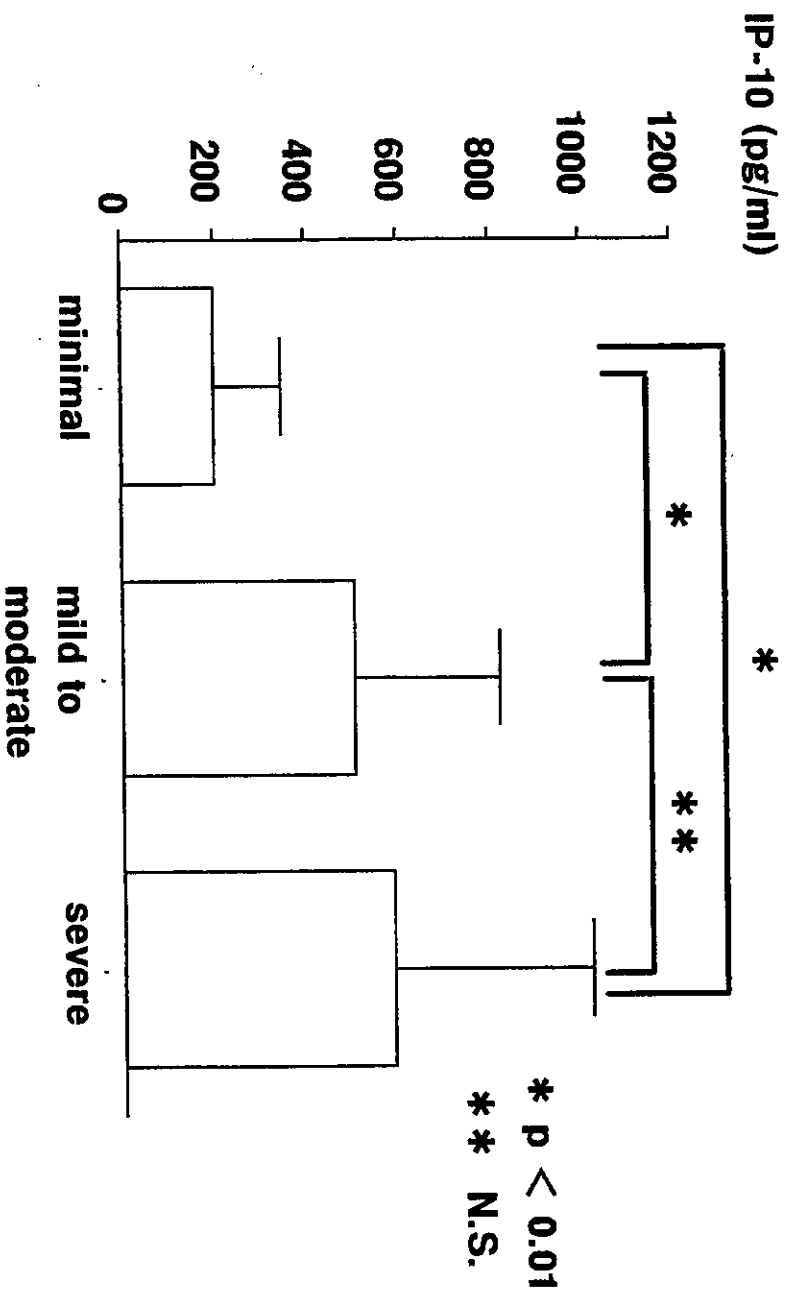 IP-10 (pg/ml)
1200
1000
800
600
400
200
0
*
*
* *
* p < 0.01
* * N.S.
minimal
mild to
moderate
severe